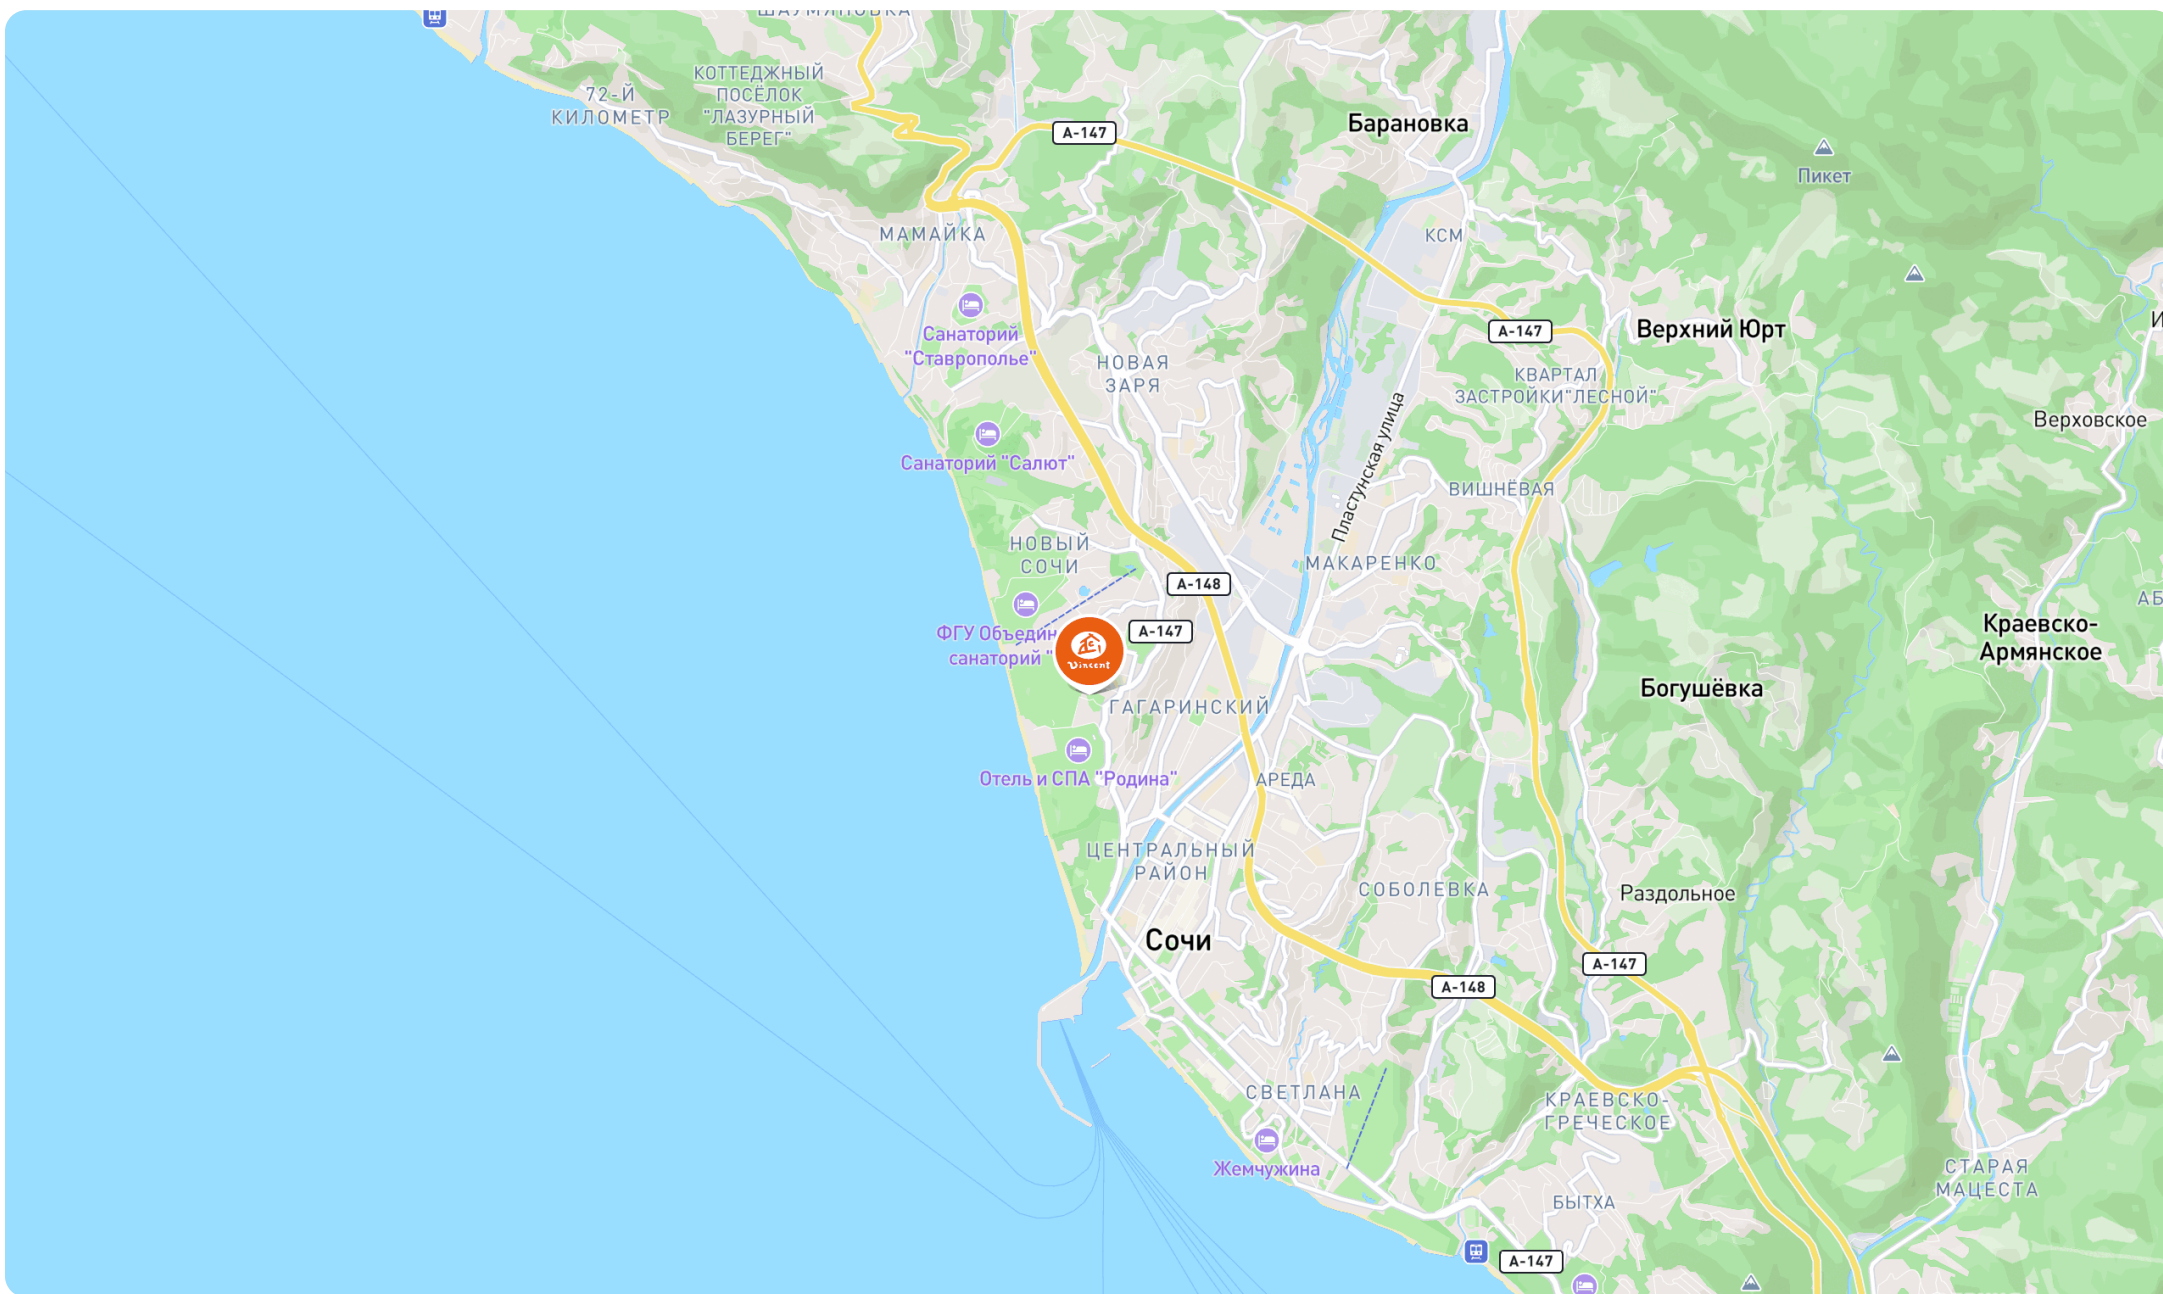 ШАУМЯНОВКА
КОТТЕДЖНЫЙ
ПОСЁЛОК
"ЛАЗУРНЫЙ
БЕРЕГ"
72-Й
КИЛОМЕТР
А-147
Барановка
Пикет
МАМАЙКА
КСМ
Санаторий
"Ставрополье"
НОВАЯ
ЗАРЯ
А-147
Верхний Юрт
КВАРТАЛ
ЗАСТРОЙКИ"ЛЕСНОЙ"
Верховское
Пластунская улица
Санаторий "Салют"
ВИШНЁВАЯ
НОВЫЙ
СОЧИ
МАКАРЕНКО
А-148
АБ
ФГУ Объедин
санаторий "
Vincent
А-147
Краевско-
Армянское
Богушёвка
ГАГАРИНСКИЙ
Отель и СПА "Родина"
АРЕДА
ЦЕНТРАЛЬНЫЙ
РАЙОН
СОБОЛЕВКА
Раздольное
Сочи
А-147
А-148
СВЕТЛАНА
КРАЕВСКО-
ГРЕЧЕСКОЕ
Жемчужина
СТАРАЯ
МАЦЕСТА
БЫТХА
А-147